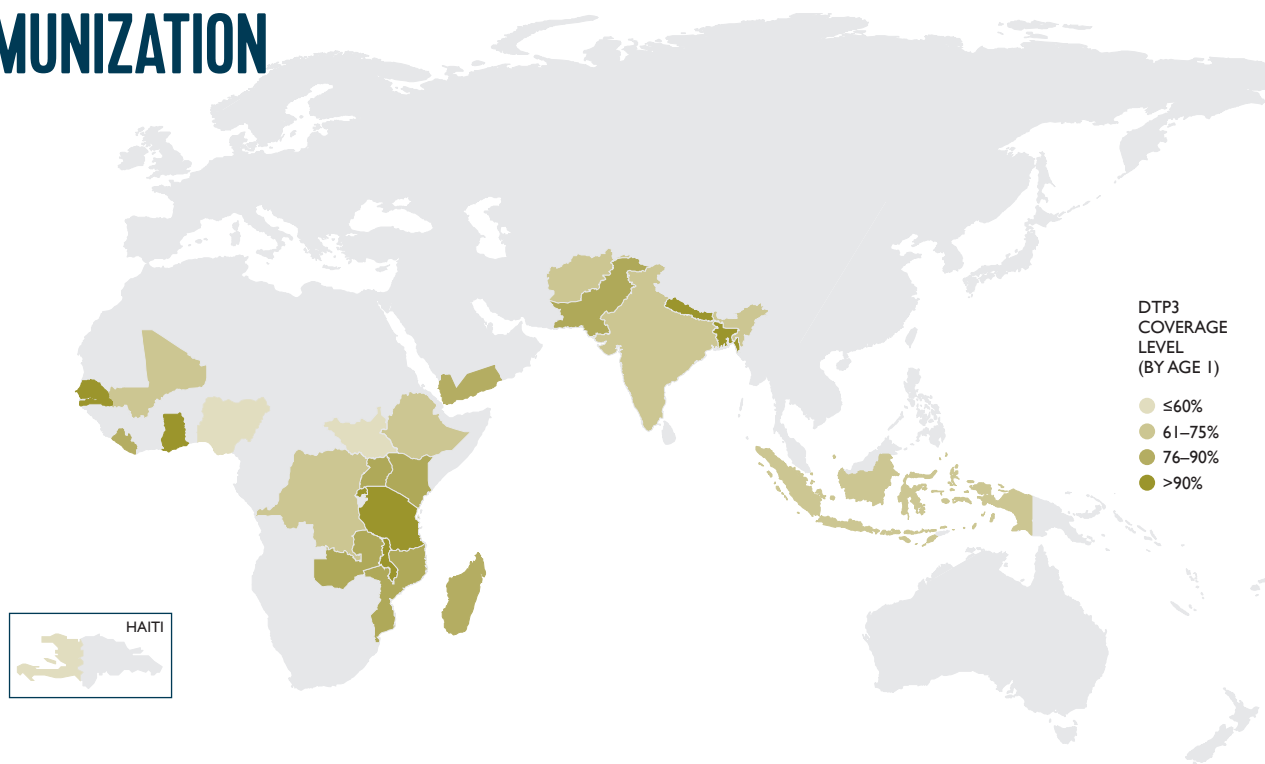 MUNIZATION
DTP3
COVERAGE
LEVEL
(BY AGE 1)
≤60%
61–75%
76–90%
>90%
HAITI